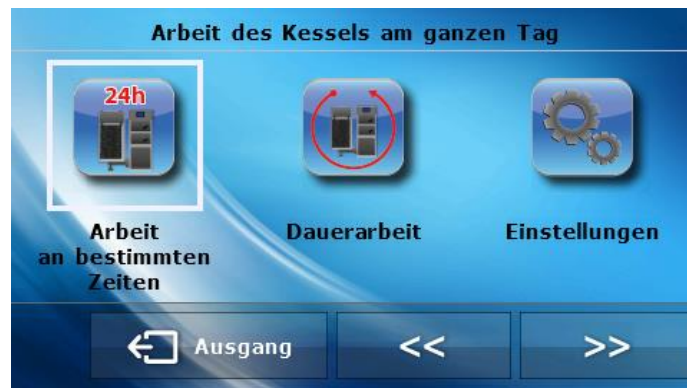 Arbeit des Kessels am ganzen Tag
24h
Arbeit
an bestimmten
Zeiten
Dauerarbeit
Einstellungen
Ausgang
<<
>>